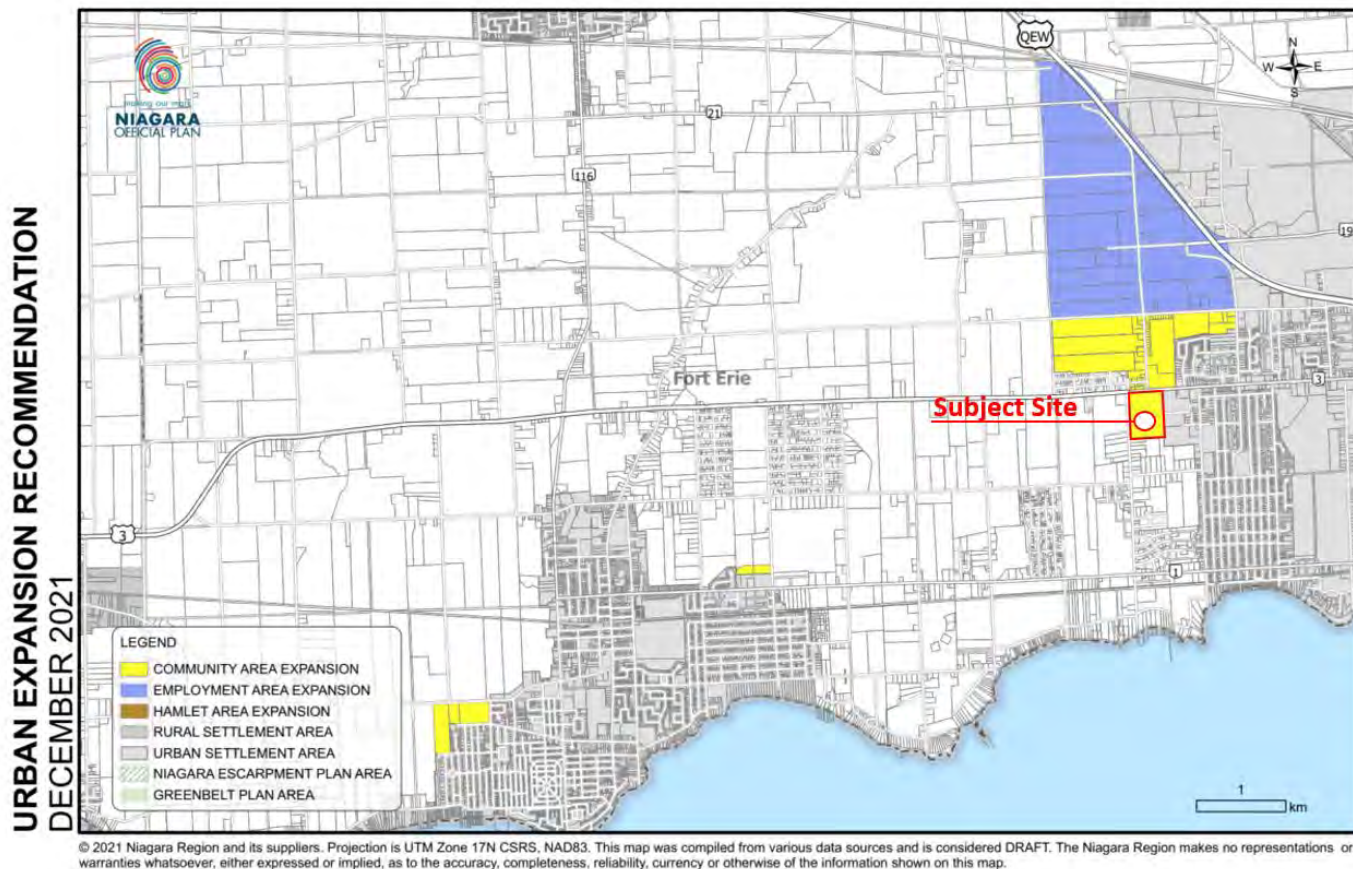 URBAN EXPANSION RECOMMENDATION
DECEMBER 2021
making our mark
NIAGARA
OFFICIAL PLAN
QEW
N
W E
S
21
116
19
Fort Erie
3
Subject Site
3
1
LEGEND
COMMUNITY AREA EXPANSION
EMPLOYMENT AREA EXPANSION
HAMLET AREA EXPANSION
RURAL SETTLEMENT AREA
URBAN SETTLEMENT AREA
NIAGARA ESCARPMENT PLAN AREA
GREENBELT PLAN AREA
1
km
© 2021 Niagara Region and its suppliers. Projection is UTM Zone 17N CSRS, NAD83. This map was compiled from various data sources and is considered DRAFT. The Niagara Region makes no representations or
warranties whatsoever, either expressed or implied, as to the accuracy, completeness, reliability, currency or otherwise of the information shown on this map.